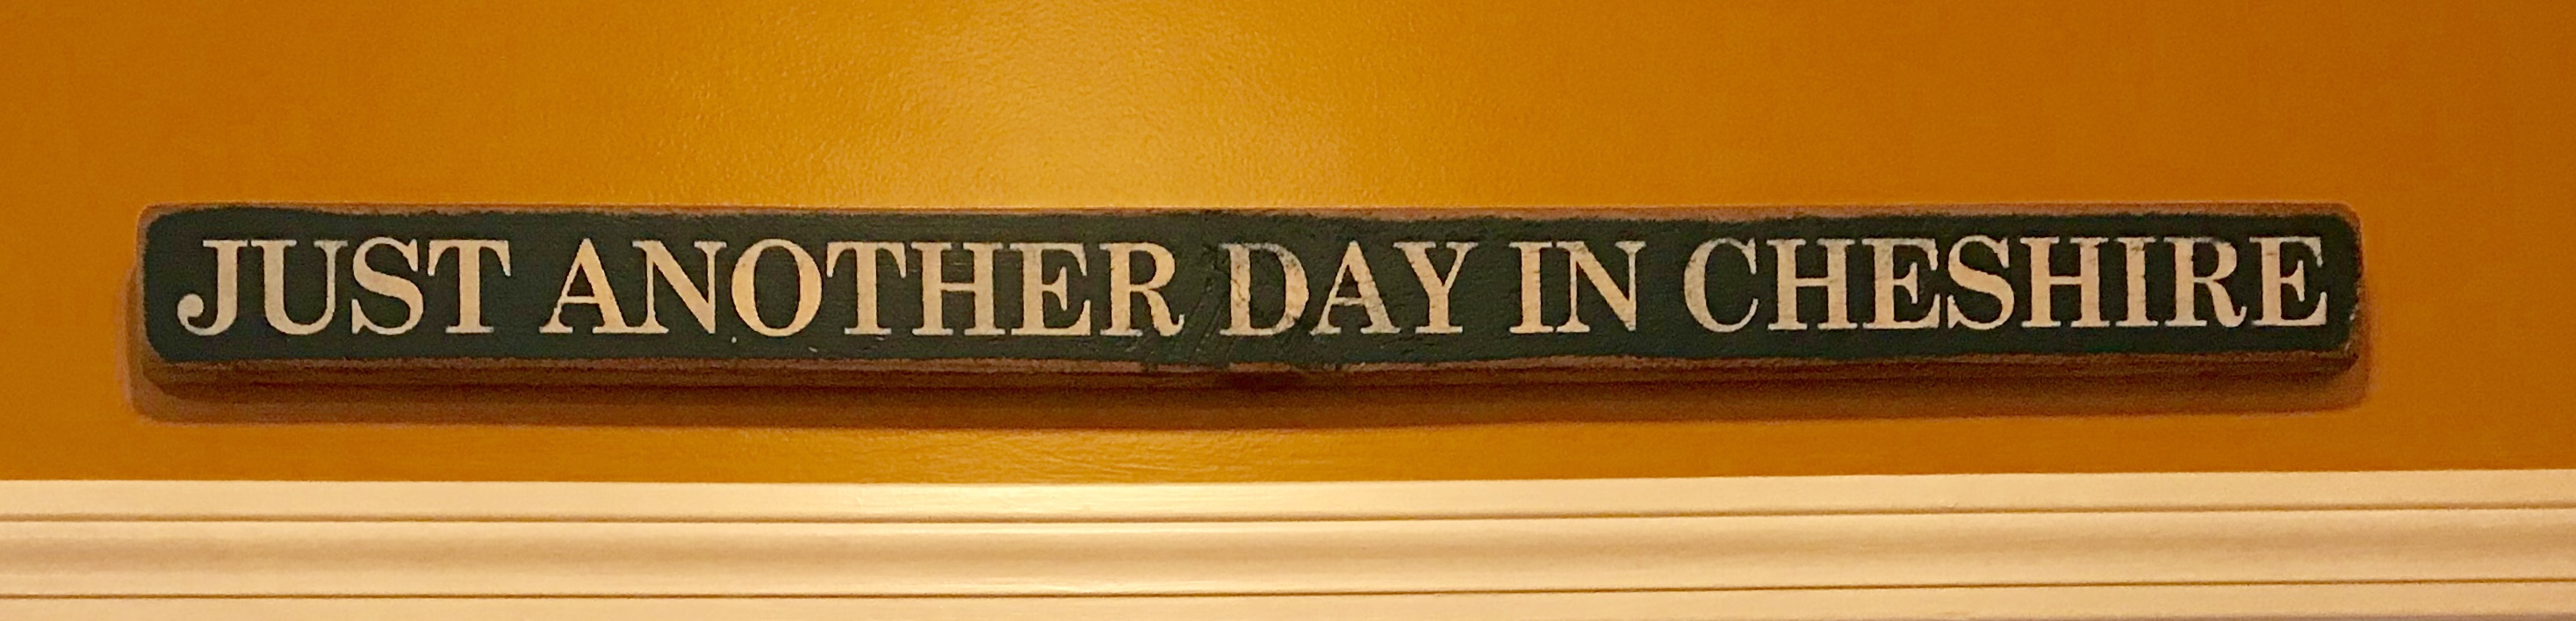 JUST ANOTHER DAY IN CHESHIRE